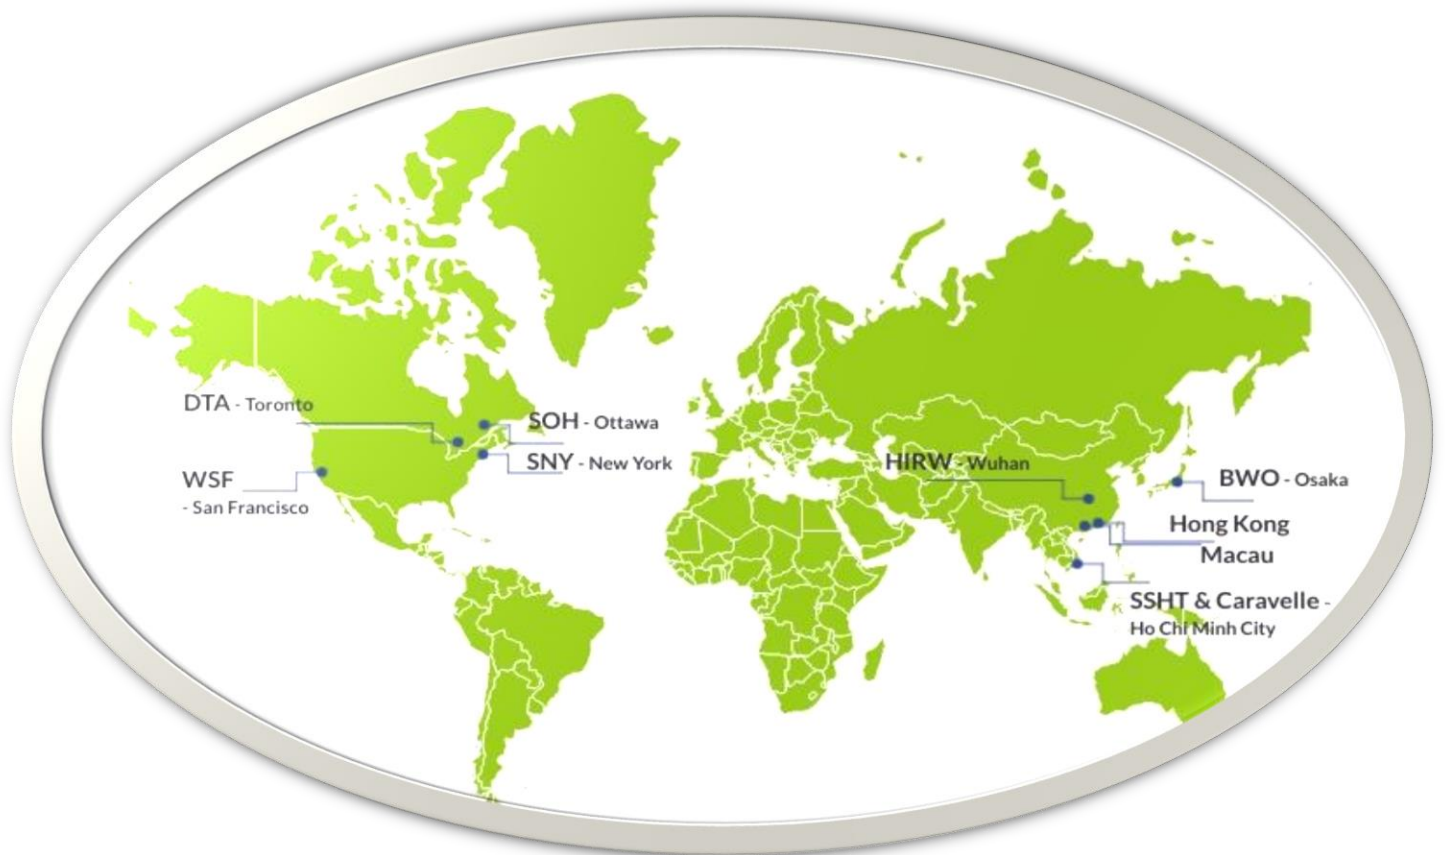 DTA - Toronto
SOH - Ottawa
SNY - New York
WSF
- San Francisco
HIRW - Wuhan
BWO - Osaka
Hong Kong
Macau
SSHT & Caravelle -
Ho Chi Minh City